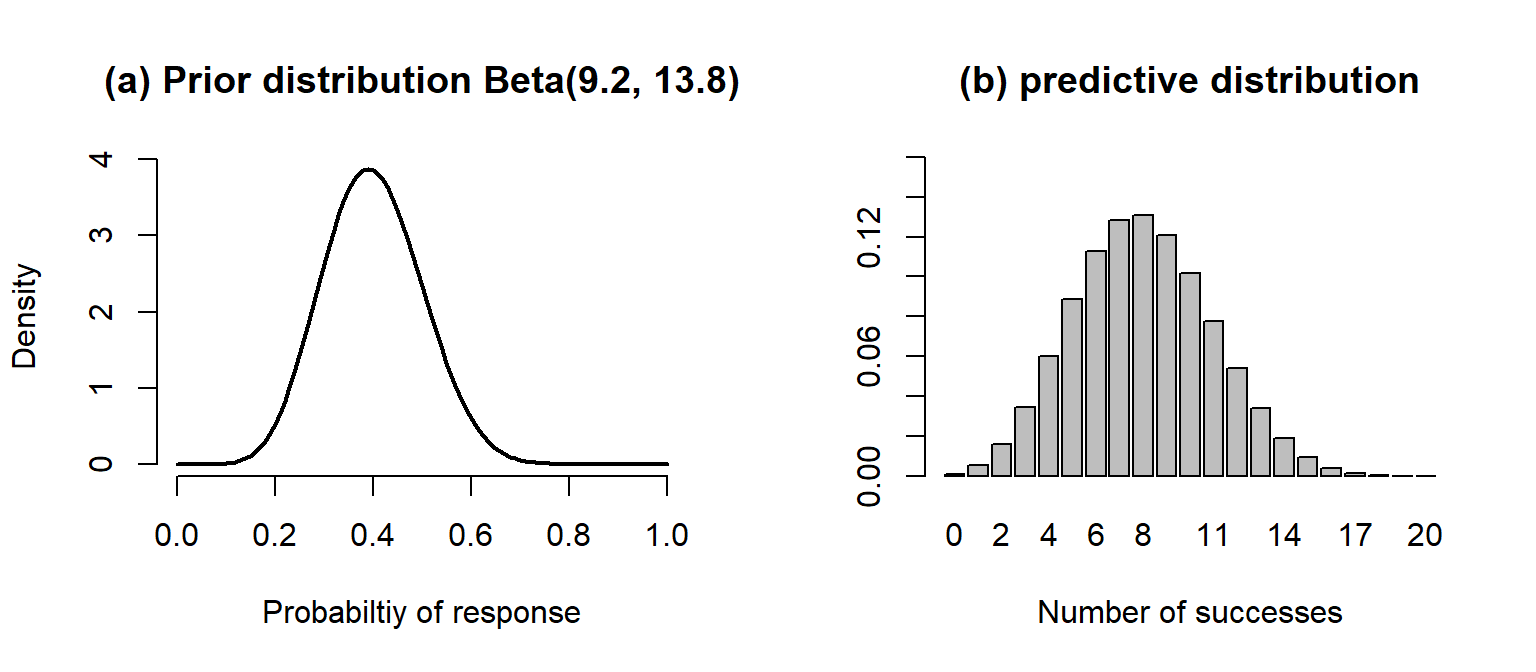 (a) Prior distribution Beta(9.2, 13.8)
Density
4
3
2
1
0
0.0 0.2 0.4 0.6 0.8 1.0
Probabiltiy of response
(b) predictive distribution
0.12
0.06
0.00
0 2 4 6 8 11 14 17 20
Number of successes